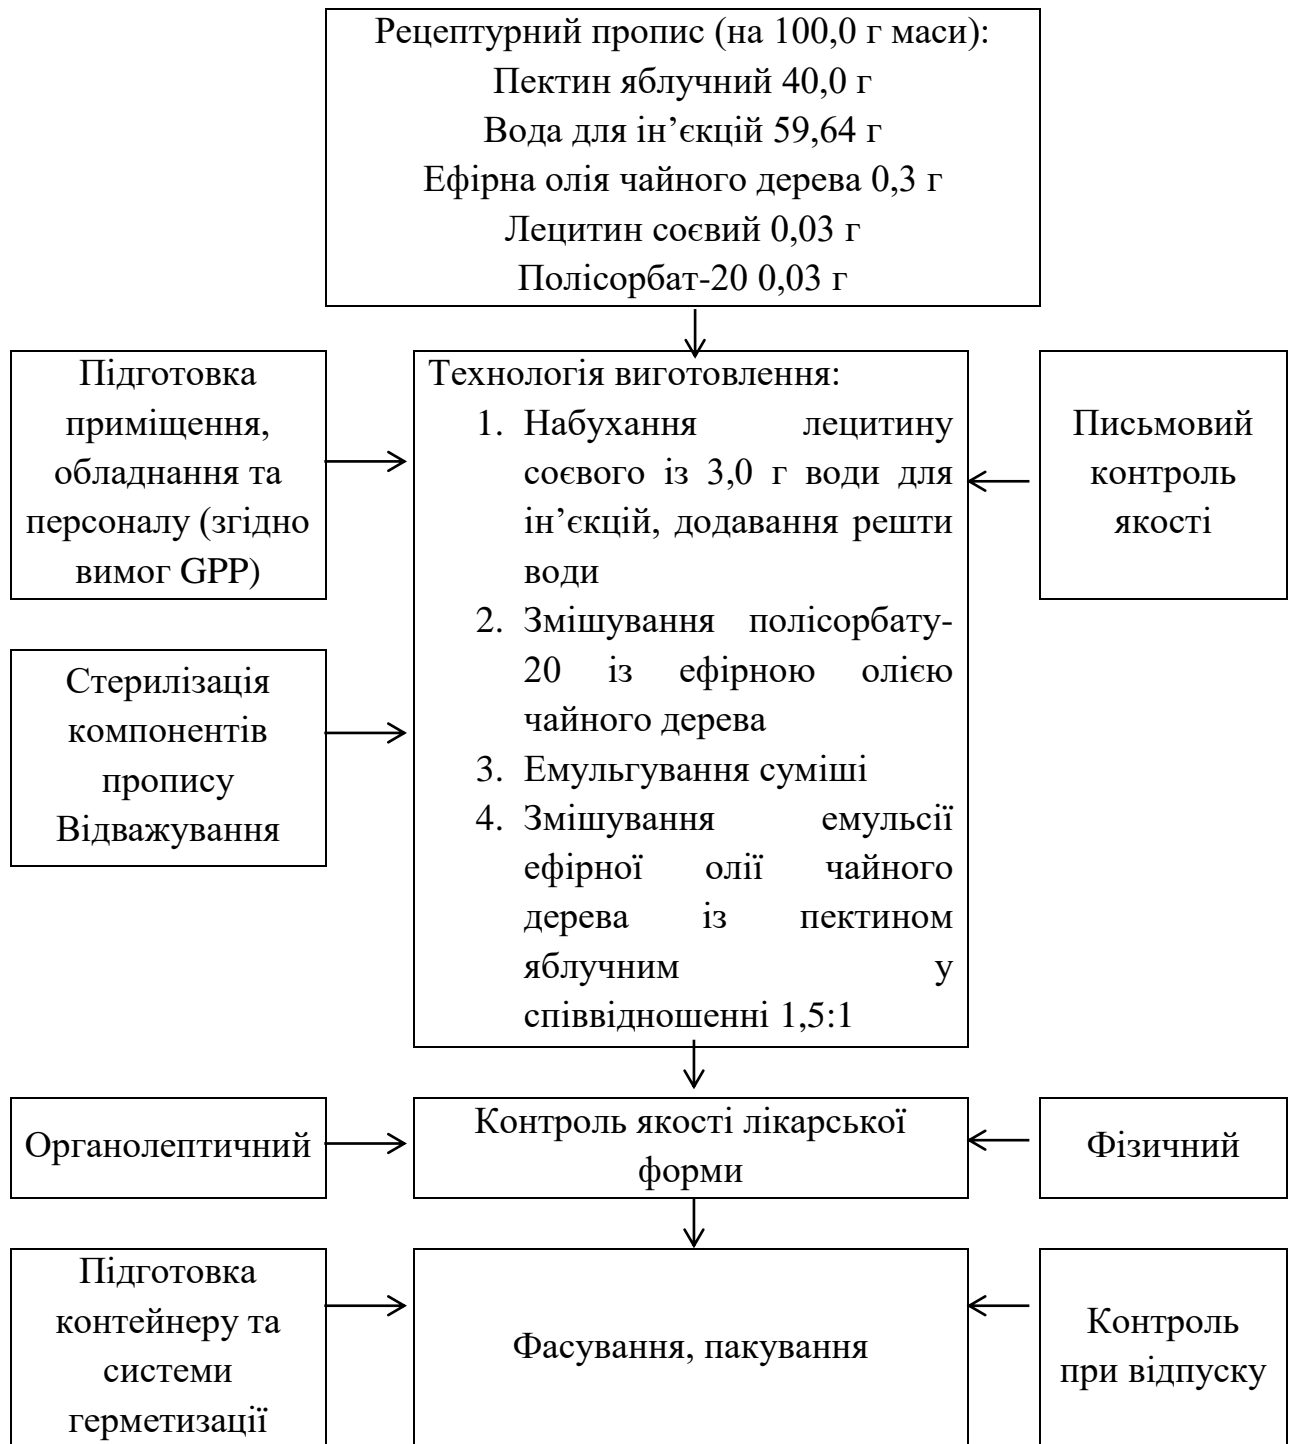 Рецептурний пропис (на 100,0 г маси):
Пектин яблучний 40,0 г
Вода для ін’єкцій 59,64 г
Ефірна олія чайного дерева 0,3 г
Лецитин соєвий 0,03 г
Полісорбат-20 0,03 г
Підготовка
приміщення,
обладнання та
персоналу (згідно
вимог GPP)
Стерилізація
компонентів
пропису
Відважування
Технологія виготовлення:
1. Набухання лецитину
соєвого із 3,0 г води для
ін’єкцій, додавання решти
води
2. Змішування полісорбату-
20 із ефірною олією
чайного дерева
3. Емульгування суміші
4. Змішування емульсії
ефірної олії чайного
дерева із пектином
яблучним у
співвідношенні 1,5:1
Письмовий
контроль
якості
Органолептичний
Контроль якості лікарської
форми
Фізичний
Підготовка
контейнеру та
системи
герметизації
Фасування, пакування
Контроль
при відпуску